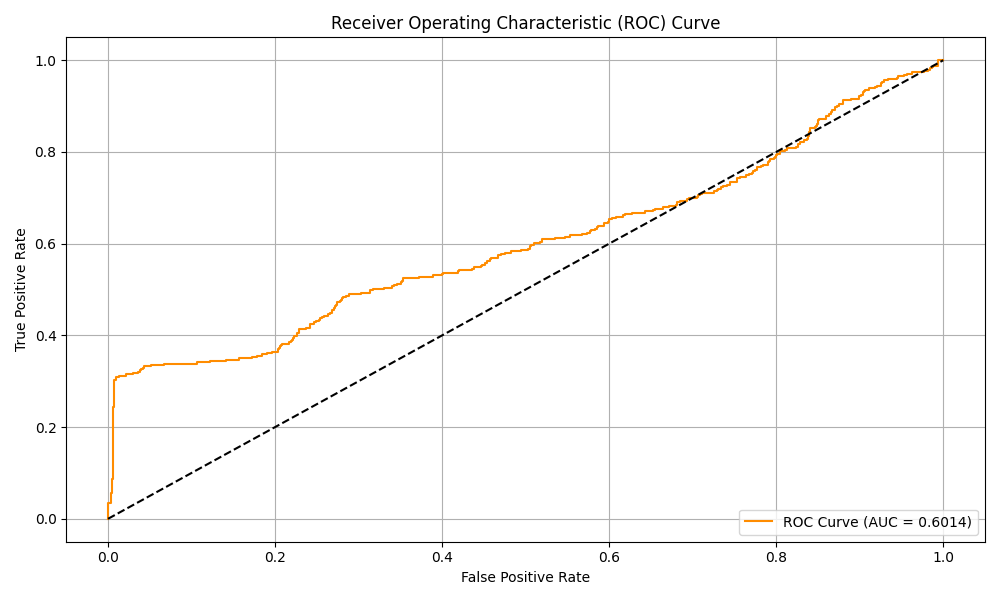 Receiver Operating Characteristic (ROC) Curve
True Positive Rate
1.0
0.8
0.6
0.4
0.2
0.0
0.0 0.2 0.4 0.6 0.8 1.0
False Positive Rate
ROC Curve (AUC = 0.6014)